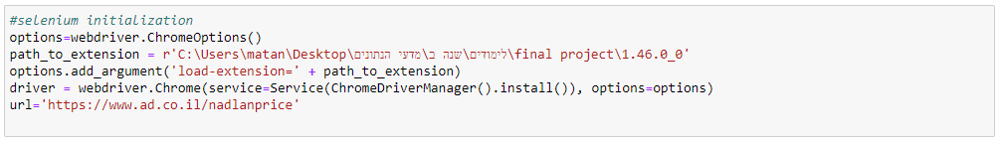 #selenium initialization
options=webdriver.ChromeOptions()
path_to_extension = r'C:\Users\matan\Desktop\לימודים\שנה ב\מדעי הנתונים\final project\1.46.0_0'
options.add_argument('load-extension=' + path_to_extension)
driver = webdriver.Chrome(service=Service(ChromeDriverManager().install()), options=options)
url='https://www.ad.co.il/nadlanprice'